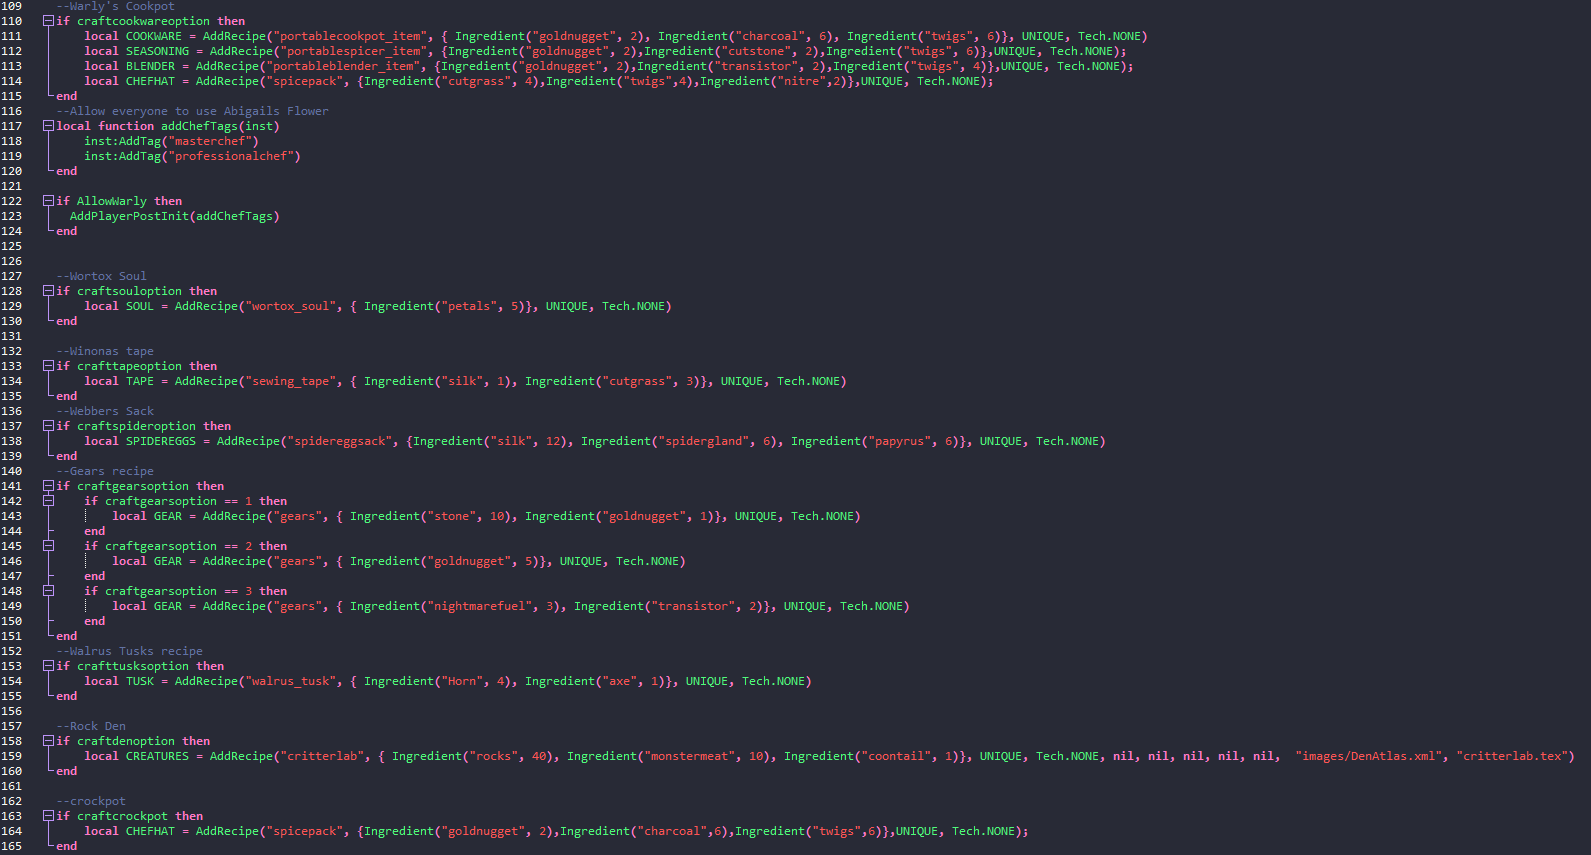 109 --Warly's Cookpot
110 if craftcookwareoption then
111 local COOKWARE = AddRecipe("portablecookpot_item", { Ingredient("goldnugget", 2), Ingredient("charcoal", 6), Ingredient("twigs", 6)}, UNIQUE, Tech.NONE)
112 local SEASONING = AddRecipe("portablespicer_item", {Ingredient("goldnugget", 2),Ingredient("cutstone", 2),Ingredient("twigs", 6)},UNIQUE, Tech.NONE);
113 local BLENDER = AddRecipe("portableblender_item", {Ingredient("goldnugget", 2),Ingredient("transistor", 2),Ingredient("twigs", 4)},UNIQUE, Tech.NONE);
114 local CHEFHAT = AddRecipe("spicepack", {Ingredient("cutgrass", 4),Ingredient("twigs",4),Ingredient("nitre",2)},UNIQUE, Tech.NONE);
115 end
116 --Allow everyone to use Abigails Flower
117 local function addChefTags(inst)
118 inst:AddTag("masterchef")
119 inst:AddTag("professionalchef")
120 end
121
122 if AllowWarly then
123 AddPlayerPostInit(addChefTags)
124 end
125
126
127 --Wortox Soul
128 if craftsouloption then
129 local SOUL = AddRecipe("wortox_soul", { Ingredient("petals", 5)}, UNIQUE, Tech.NONE)
130 end
131
132 --Winonas tape
133 if crafttapeoption then
134 local TAPE = AddRecipe("sewing_tape", { Ingredient("silk", 1), Ingredient("cutgrass", 3)}, UNIQUE, Tech.NONE)
135 end
136 --Webbers Sack
137 if craftspideroption then
138 local SPIDEREGGS = AddRecipe("spidereggsack", {Ingredient("silk", 12), Ingredient("spidergland", 6), Ingredient("papyrus", 6)}, UNIQUE, Tech.NONE)
139 end
140 --Gears recipe
141 if craftgearsoption then
142 if craftgearsoption == 1 then
143 local GEAR = AddRecipe("gears", { Ingredient("stone", 10), Ingredient("goldnugget", 1)}, UNIQUE, Tech.NONE)
144 end
145 if craftgearsoption == 2 then
146 local GEAR = AddRecipe("gears", { Ingredient("goldnugget", 5)}, UNIQUE, Tech.NONE)
147 end
148 if craftgearsoption == 3 then
149 local GEAR = AddRecipe("gears", { Ingredient("nightmarefuel", 3), Ingredient("transistor", 2)}, UNIQUE, Tech.NONE)
150 end
151 end
152 --Walrus Tusks recipe
153 if crafttusksoption then
154 local TUSK = AddRecipe("walrus_tusk", { Ingredient("Horn", 4), Ingredient("axe", 1)}, UNIQUE, Tech.NONE)
155 end
156
157 --Rock Den
158 if craftdenoption then
159 local CREATURES = AddRecipe("critterlab", { Ingredient("rocks", 40), Ingredient("monstermeat", 10), Ingredient("coontail", 1)}, UNIQUE, Tech.NONE, nil, nil, nil, nil, nil, "images/DenAtlas.xml", "critterlab.tex")
160 end
161
162 --crockpot
163 if craftcrockpot then
164 local CHEFHAT = AddRecipe("spicepack", {Ingredient("goldnugget", 2),Ingredient("charcoal",6),Ingredient("twigs",6)},UNIQUE, Tech.NONE);
165 end